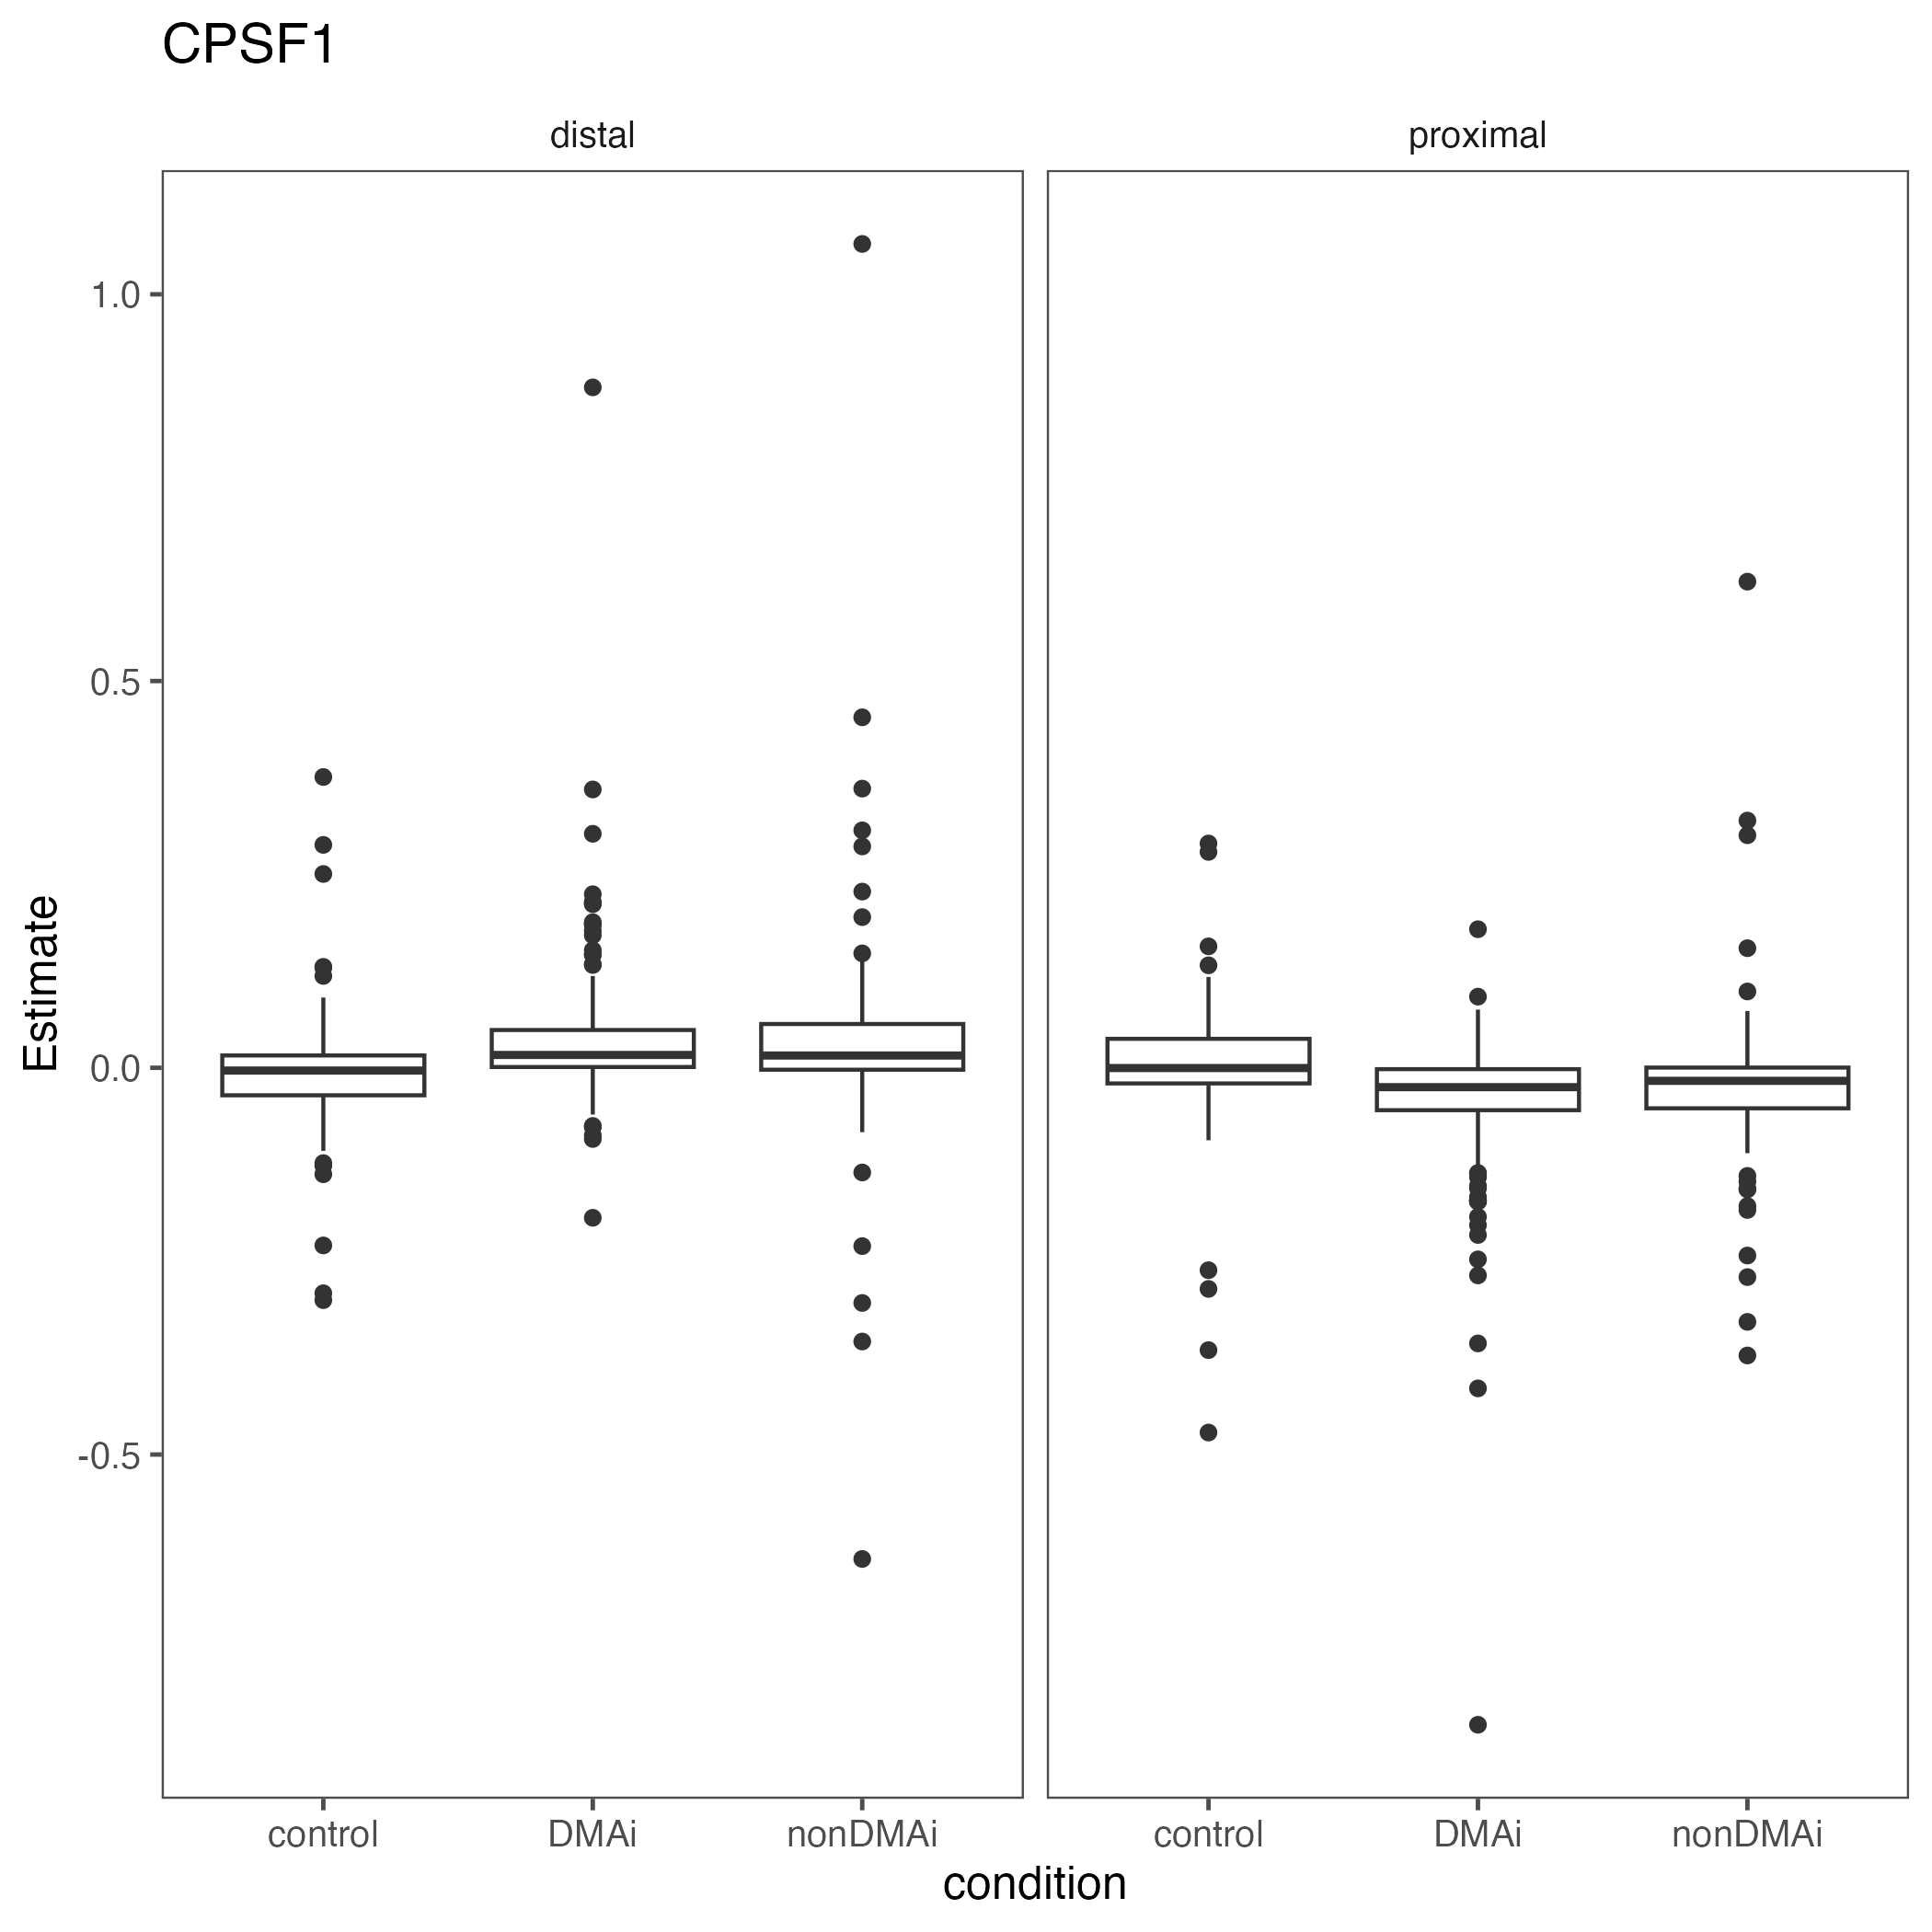 CPSF1
distal
proximal
1.0
0.5
0.0
-0.5
Estimate
control DMAi nonDMAi
control DMAi nonDMAi
condition